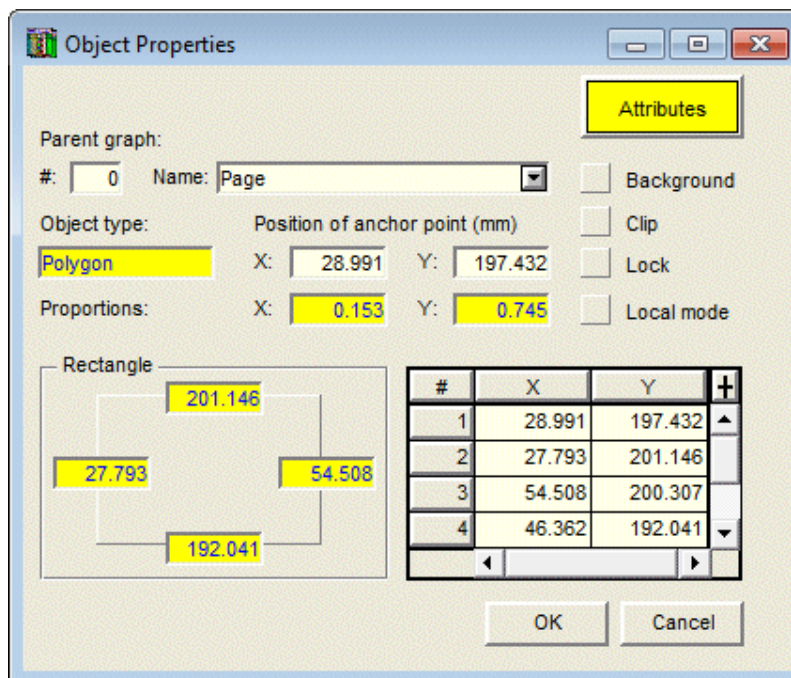 Object Properties
Attributes
Parent graph:
#: 0 Name: Page
Background
Object type: Position of anchor point (mm)
Clip
Polygon X: 28.991 Y: 197.432
Lock
Proportions: X: 0.153 Y: 0.745
Local mode
Rectangle
201.146
27.793 54.508
192.041
# X Y +
1 28.991 197.432
2 27.793 201.146
3 54.508 200.307
4 46.362 192.041
OK Cancel